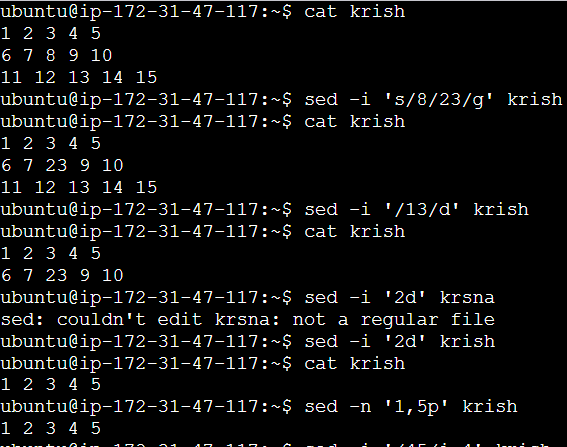 ubuntu@ip-172-31-47-117:~$ cat krish
1 2 3 4 5
6 7 8 9 10
11 12 13 14 15
ubuntu@ip-172-31-47-117:~$ sed -i 's/8/23/g' krish
ubuntu@ip-172-31-47-117:~$ cat krish
1 2 3 4 5
6 7 23 9 10
11 12 13 14 15
ubuntu@ip-172-31-47-117:~$ sed -i '/13/d' krish
ubuntu@ip-172-31-47-117:~$ cat krish
1 2 3 4 5
6 7 23 9 10
ubuntu@ip-172-31-47-117:~$ sed -i '2d' krsna
sed: couldn't edit krsna: not a regular file
ubuntu@ip-172-31-47-117:~$ sed -i '2d' krish
ubuntu@ip-172-31-47-117:~$ cat krish
1 2 3 4 5
ubuntu@ip-172-31-47-117:~$ sed -n '1,5p' krish
1 2 3 4 5